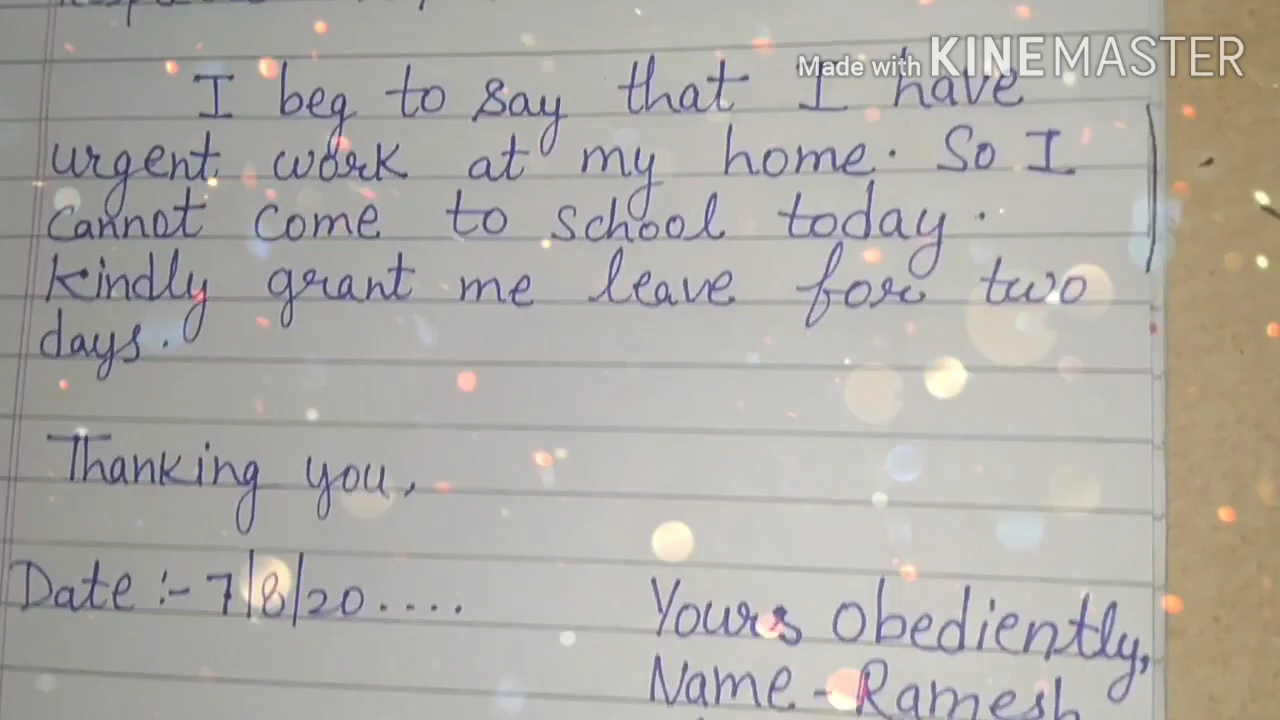 Made with KINEMASTER
I beg to say that I have
urgent work at my home. So I
cannot come to school today.
kindly grant me leave for two
days.
Thanking you,
Date :- 7/8/20....
Yours obediently,
Name - Ramesh